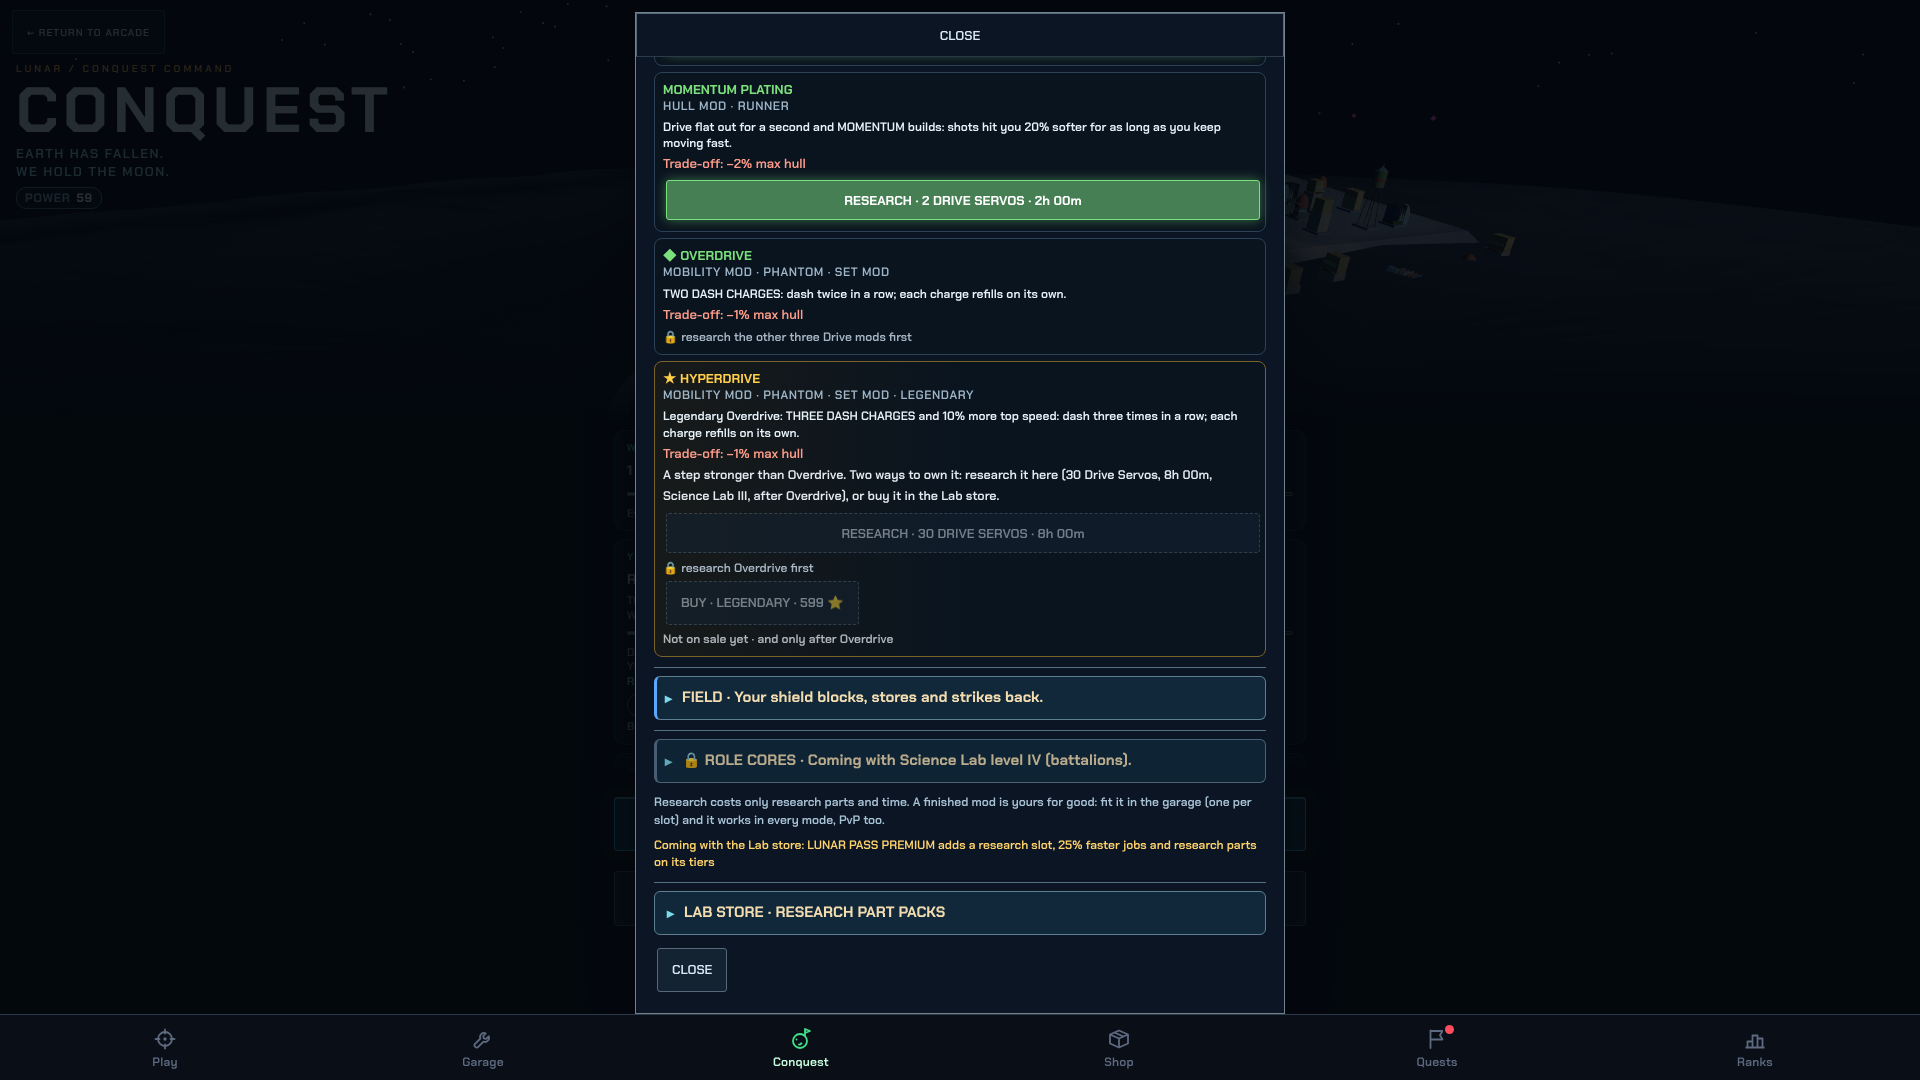 ← RETURN TO ARCADE
LUNAR / CONQUEST COMMAND
CONQUEST
EARTH HAS FALLEN.
WE HOLD THE MOON.
POWER 59
CLOSE
MOMENTUM PLATING
HULL MOD · RUNNER
Drive flat out for a second and MOMENTUM builds: shots hit you 20% softer for as long as you keep
moving fast.
Trade-off: −2% max hull
RESEARCH · 2 DRIVE SERVOS · 2h 00m
◆ OVERDRIVE
MOBILITY MOD · PHANTOM · SET MOD
TWO DASH CHARGES: dash twice in a row; each charge refills on its own.
Trade-off: −1% max hull
🔒 research the other three Drive mods first
★ HYPERDRIVE
MOBILITY MOD · PHANTOM · SET MOD · LEGENDARY
Legendary Overdrive: THREE DASH CHARGES and 10% more top speed: dash three times in a row; each
charge refills on its own.
Trade-off: −1% max hull
A step stronger than Overdrive. Two ways to own it: research it here (30 Drive Servos, 8h 00m,
Science Lab III, after Overdrive), or buy it in the Lab store.
RESEARCH · 30 DRIVE SERVOS · 8h 00m
🔒 research Overdrive first
BUY · LEGENDARY · 599 ⭐
Not on sale yet · and only after Overdrive
▸ FIELD · Your shield blocks, stores and strikes back.
▸ 🔒 ROLE CORES · Coming with Science Lab level IV (battalions).
Research costs only research parts and time. A finished mod is yours for good: fit it in the garage (one per
slot) and it works in every mode, PvP too.
Coming with the Lab store: LUNAR PASS PREMIUM adds a research slot, 25% faster jobs and research parts
on its tiers
▸ LAB STORE · RESEARCH PART PACKS
CLOSE
Play
Garage
Conquest
Shop
Quests
Ranks